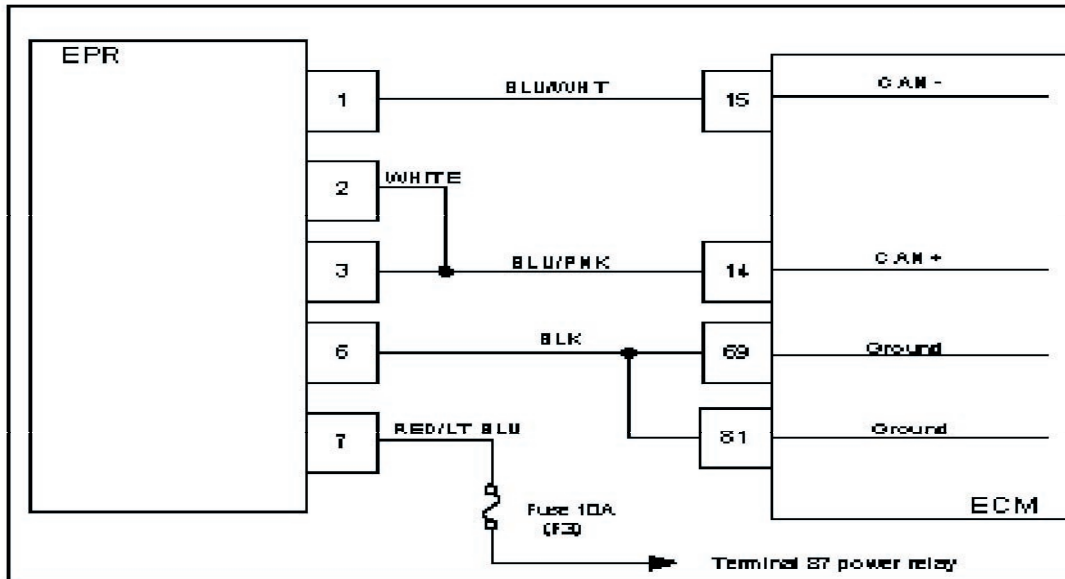 EPR
1
BLU/WHT
15
CAN -
2
WHITE
3
BLU/PNK
14
CAN +
6
BLK
69
Ground
7
RED/LT BLU
81
Ground
Fuse 10A
(F3)
ECM
Terminal 87 power relay